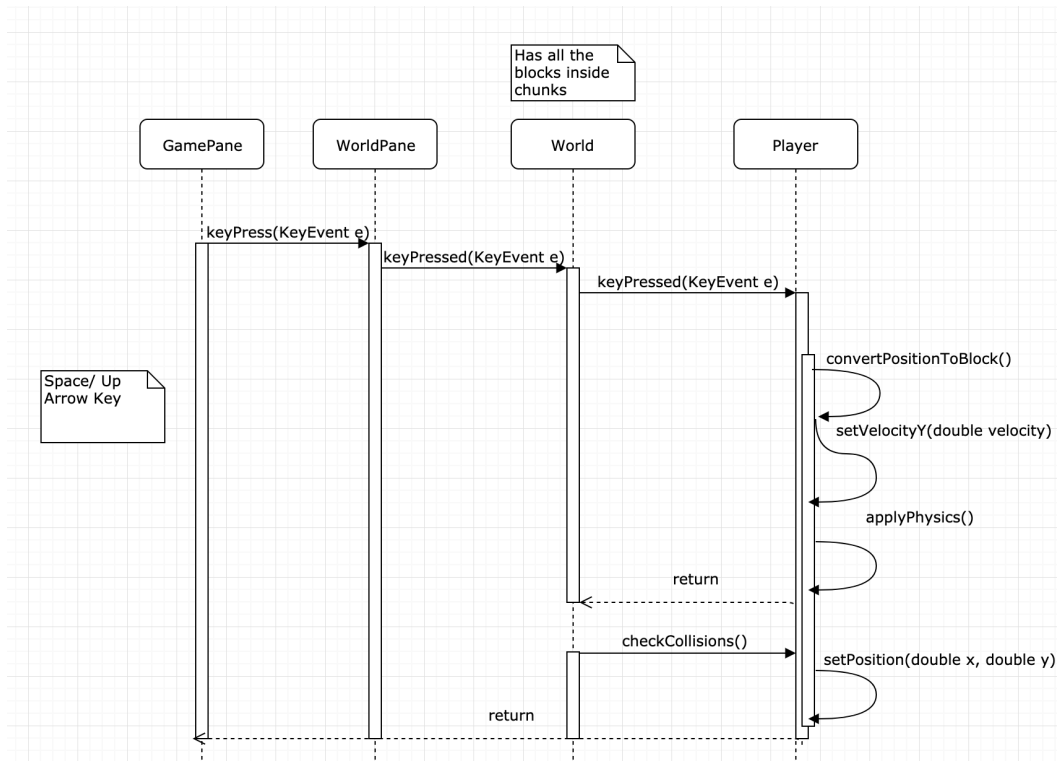 Has all the
blocks inside
chunks
GamePane
WorldPane
World
Player
keyPress(KeyEvent e)
keyPressed(KeyEvent e)
keyPressed(KeyEvent e)
convertPositionToBlock()
Space/ Up
Arrow Key
setVelocityY(double velocity)
applyPhysics()
return
checkCollisions()
setPosition(double x, double y)
return